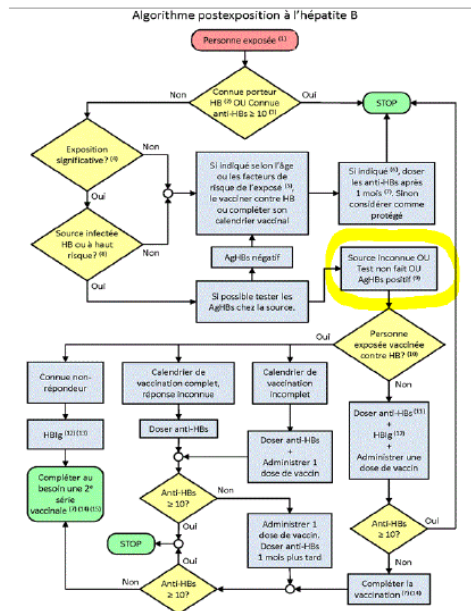 Algorithme postexposition à l'hépatite B
Personne exposée (1)
Connue porteur
HB (2) OU Connue
anti-HBs ≥ 10 (3)
Non
Oui
STOP
Exposition
significative? (4)
Non
Oui
Si indiqué selon l'âge
ou les facteurs de
risque de l'exposé (5),
le vacciner contre HB
ou compléter son
calendrier vaccinal
Si indiqué (6), doser
les anti-HBs après
1 mois (7). Sinon
considérer comme
protégé
Source infectée
HB ou à haut
risque? (8)
Non
Oui
AgHBs négatif
Si possible tester les
AgHBs chez la source.
Source inconnue OU
Test non fait OU
AgHBs positif (9)
Personne
exposée vaccinée
contre HB? (10)
Oui
Non
Connue non-
répondeur
Calendrier de
vaccination complet,
réponse inconnue
Calendrier de
vaccination
incomplet
Doser anti-HBs (11)
+
HBIg (12)
+
Administrer une
dose de vaccin
HBIg (12) (13)
Doser anti-HBs
Doser anti-HBs
+
Administrer 1
dose de vaccin
Compléter au
besoin une 2e
série
vaccinale (7) (14) (15)
Anti-HBs
≥ 10?
Non
Oui
Administrer 1
dose de vaccin.
Doser anti-HBs
1 mois plus tard
Anti-HBs
≥ 10?
Oui
Non
STOP
Oui
Anti-HBs
≥ 10?
Non
Compléter la
vaccination (7) (14)